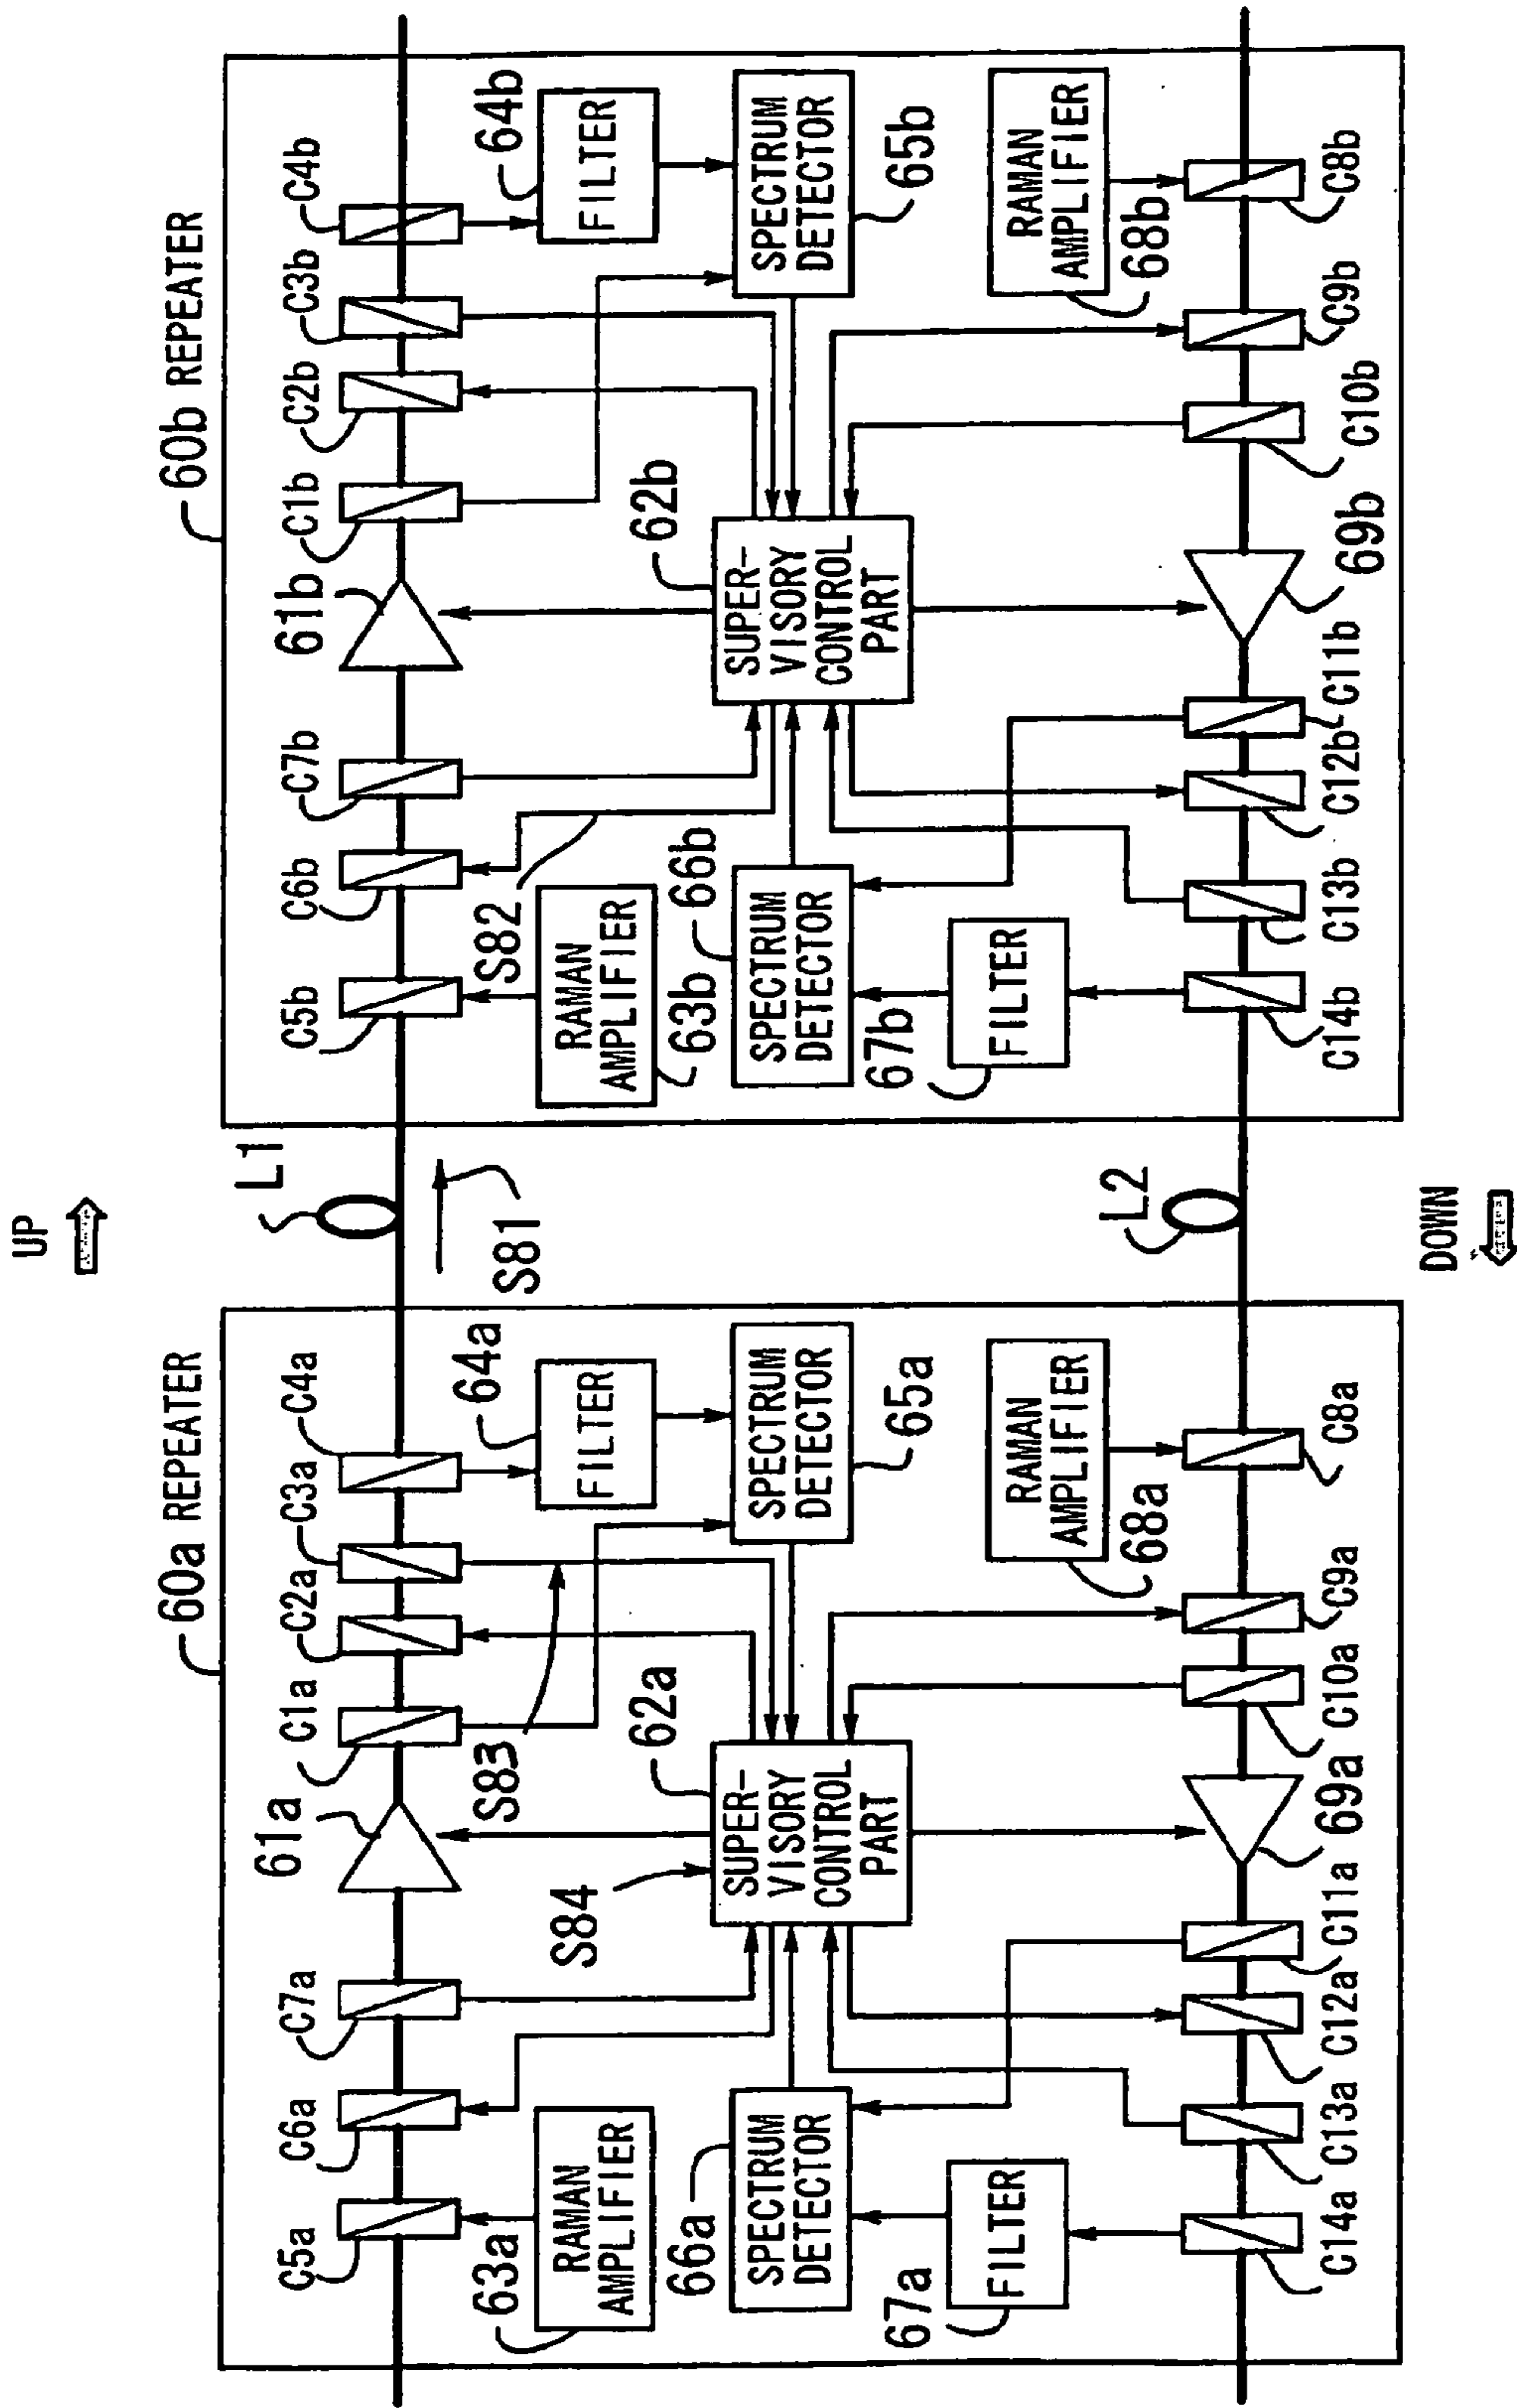 UP
60a REPEATER
60b REPEATER
L1
S81
C5a
C6a
C7a
61a
C1a
C2a
C3a
C4a
C5b
C6b
C7b
61b
C1b
C2b
C3b
C4b
63a
RAMAN
AMPLIFIER
S84
S83
64a
FILTER
S82
RAMAN
AMPLIFIER
63b
64b
FILTER
66a
SPECTRUM
DETECTOR
62a
SUPER-
VISORY
CONTROL
PART
SPECTRUM
DETECTOR
65a
66b
SPECTRUM
DETECTOR
62b
SUPER-
VISORY
CONTROL
PART
SPECTRUM
DETECTOR
65b
67a
FILTER
RAMAN
AMPLIFIER
68a
67b
FILTER
RAMAN
AMPLIFIER
68b
L2
C14a
C13a
C12a
C11a
69a
C10a
C9a
C8a
C14b
C13b
C12b
C11b
69b
C10b
C9b
C8b
DOWN